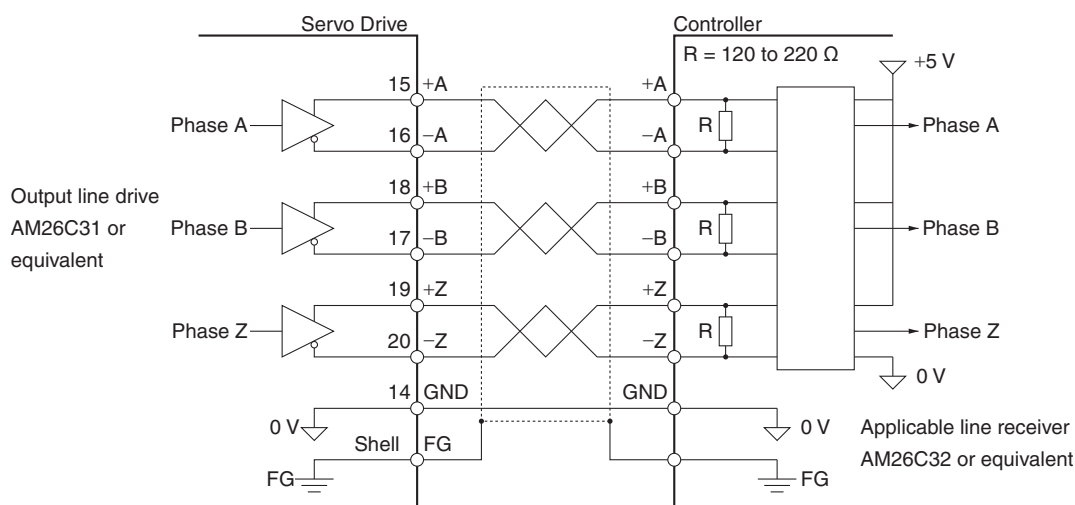 Servo Drive
Controller
R = 120 to 220 Ω
+5 V
15 +A
+A
Phase A
R
Phase A
16 −A
−A
18 +B
+B
Output line drive
AM26C31 or
equivalent
Phase B
R
Phase B
17 −B
−B
19 +Z
+Z
Phase Z
R
Phase Z
20 −Z
−Z
0 V
14 GND
GND
0 V
0 V
Applicable line receiver
AM26C32 or equivalent
Shell FG
FG
FG